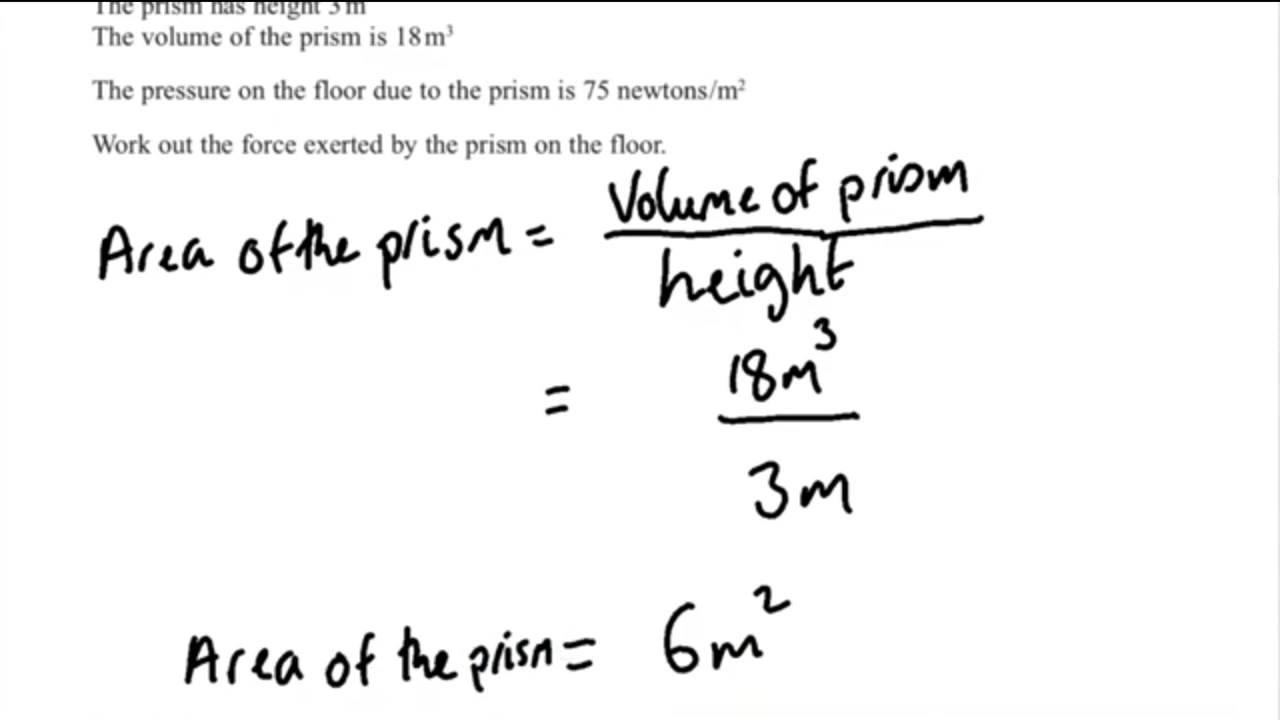 The prism has height 3 m
The volume of the prism is 18 m³
The pressure on the floor due to the prism is 75 newtons/m²
Work out the force exerted by the prism on the floor.
Area of the prism = Volume of prism
height
= 18m³
3m
Area of the prism = 6m²